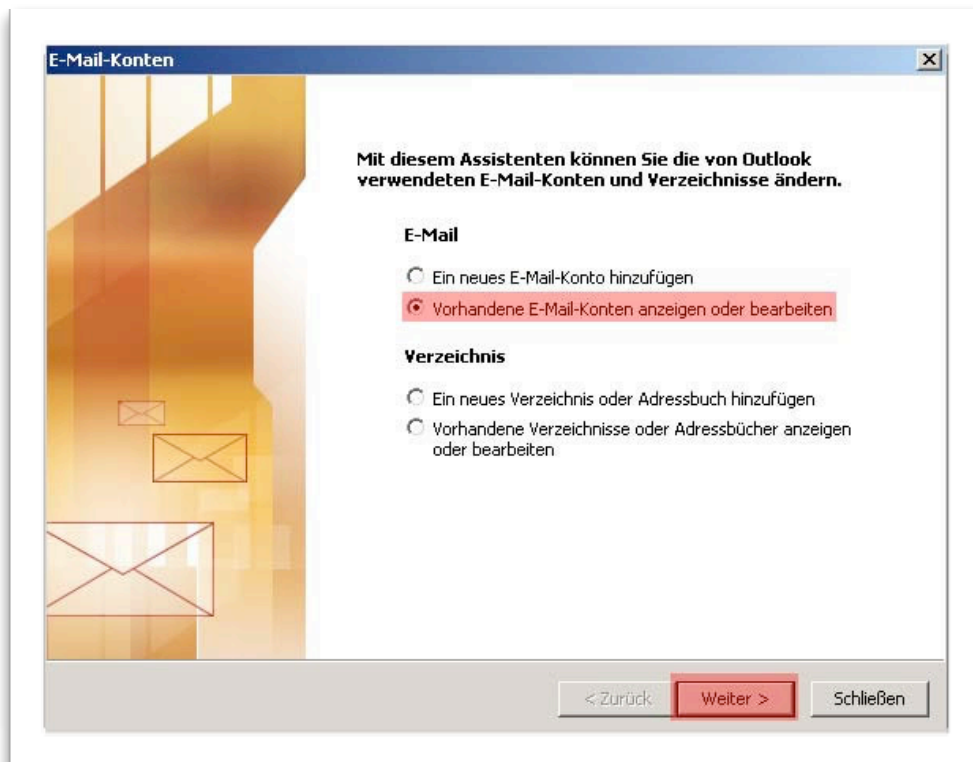 E-Mail-Konten
Mit diesem Assistenten können Sie die von Outlook
verwendeten E-Mail-Konten und Verzeichnisse ändern.
E-Mail
Ein neues E-Mail-Konto hinzufügen
Vorhandene E-Mail-Konten anzeigen oder bearbeiten
Verzeichnis
Ein neues Verzeichnis oder Adressbuch hinzufügen
Vorhandene Verzeichnisse oder Adressbücher anzeigen
oder bearbeiten
< Zurück Weiter > Schließen